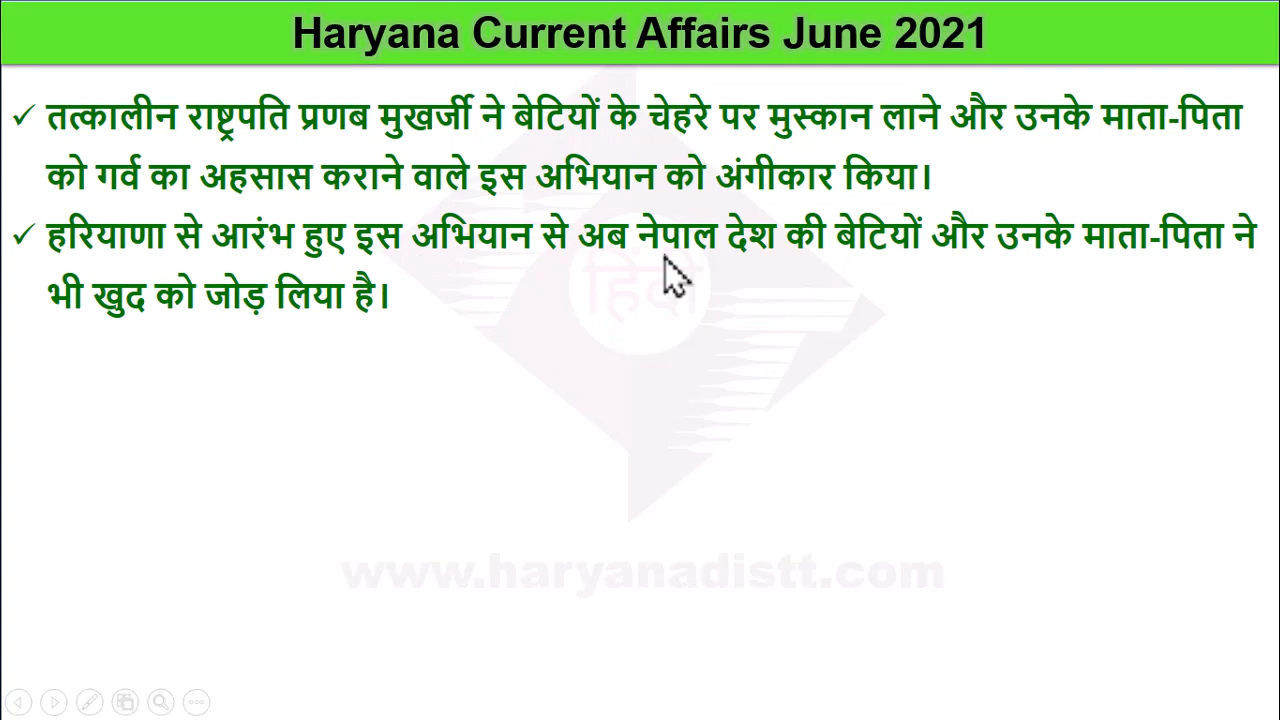 Haryana Current Affairs June 2021
✓ तत्कालीन राष्ट्रपति प्रणब मुखर्जी ने बेटियों के चेहरे पर मुस्कान लाने और उनके माता-पिता
को गर्व का अहसास कराने वाले इस अभियान को अंगीकार किया।
✓ हरियाणा से आरंभ हुए इस अभियान से अब नेपाल देश की बेटियों और उनके माता-पिता ने
भी खुद को जोड़ लिया है।
हिंदी
www.haryanadistt.com